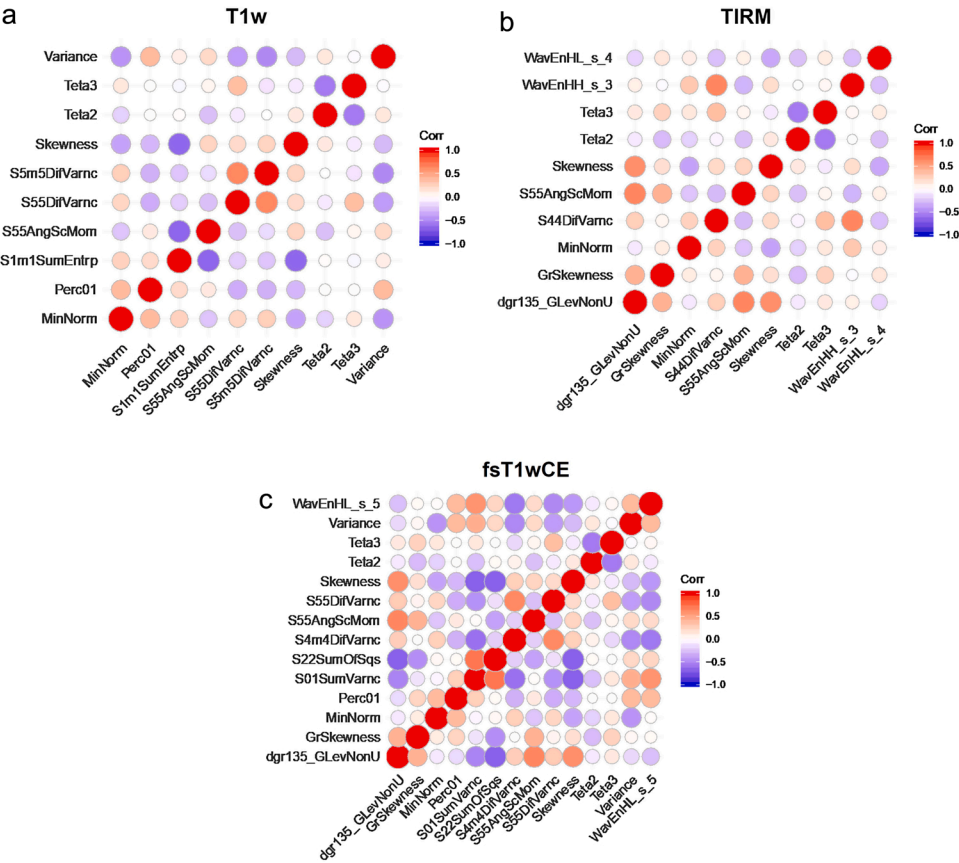 a
T1w
Variance
Teta3
Teta2
Skewness
S5m5DifVarnc
S55DifVarnc
S55AngScMom
S1m1SumEntrp
Perc01
MinNorm
MinNorm
Perc01
S1m1SumEntrp
S55AngScMom
S55DifVarnc
S5m5DifVarnc
Skewness
Teta2
Teta3
Variance
Corr
1.0
0.5
0.0
−0.5
−1.0
b
TIRM
WavEnHL_s_4
WavEnHH_s_3
Teta3
Teta2
Skewness
S55AngScMom
S44DifVarnc
MinNorm
GrSkewness
dgr135_GLevNonU
dgr135_GLevNonU
GrSkewness
MinNorm
S44DifVarnc
S55AngScMom
Skewness
Teta2
Teta3
WavEnHH_s_3
WavEnHL_s_4
Corr
1.0
0.5
0.0
−0.5
−1.0
c
fsT1wCE
WavEnHL_s_5
Variance
Teta3
Teta2
Skewness
S55DifVarnc
S55AngScMom
S4m4DifVarnc
S22SumOfSqs
S01SumVarnc
Perc01
MinNorm
GrSkewness
dgr135_GLevNonU
dgr135_GLevNonU
GrSkewness
MinNorm
Perc01
S01SumVarnc
S22SumOfSqs
S4m4DifVarnc
S55AngScMom
S55DifVarnc
Skewness
Teta2
Teta3
Variance
WavEnHL_s_5
Corr
1.0
0.5
0.0
−0.5
−1.0